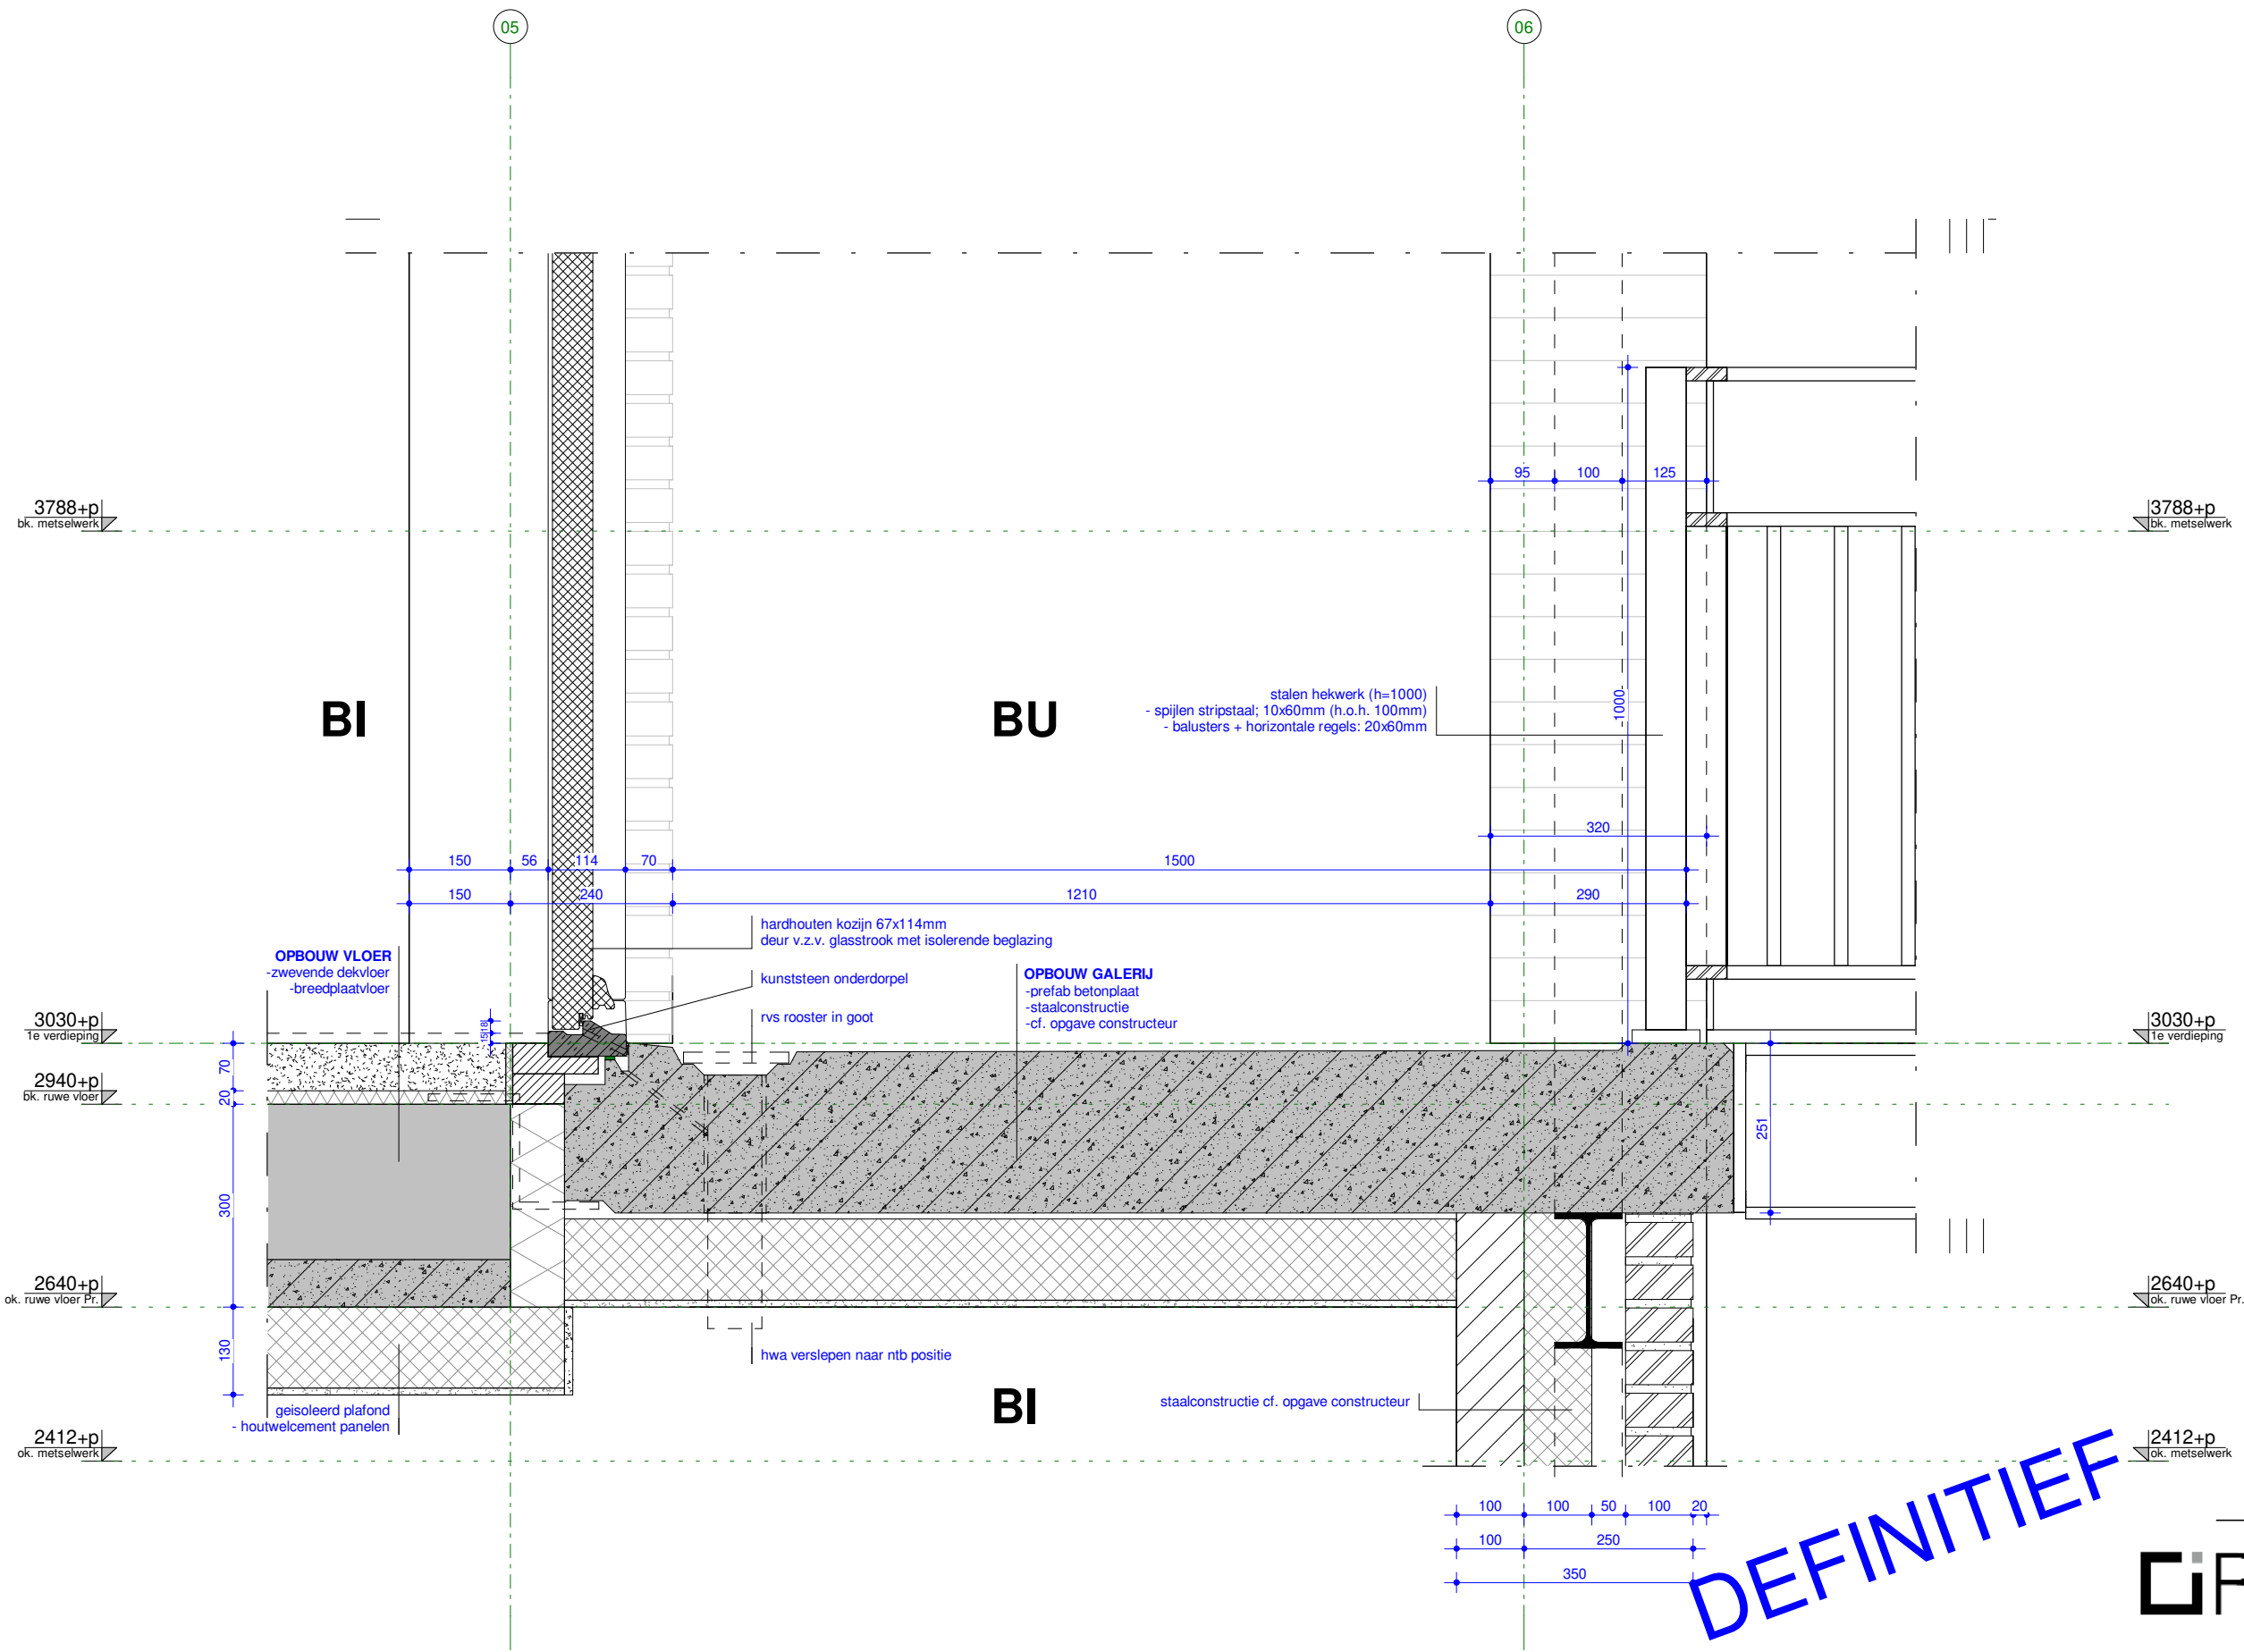 05
06
95 100 125
3788+p
bk. metselwerk
3788+p
bk. metselwerk
BI
BU
stalen hekwerk (h=1000)
- spijlen stripstaal; 10x60mm (h.o.h. 100mm)
- balusters + horizontale regels: 20x60mm
1000
320
150 56 114 70 1500
150 240 1210 290
hardhouten kozijn 67x114mm
deur v.z.v. glasstrook met isolerende beglazing
OPBOUW VLOER
-zwevende dekvloer
-breedplaatvloer
kunststeen onderdorpel
OPBOUW GALERIJ
-prefab betonplaat
-staalconstructie
-cf. opgave constructeur
rvs rooster in goot
3030+p
1e verdieping
15 18
3030+p
1e verdieping
70
2940+p
bk. ruwe vloer
20
251
300
2640+p
ok. ruwe vloer Pr.
2640+p
ok. ruwe vloer Pr.
130
hwa verslepen naar ntb positie
geisoleerd plafond
- houtwelcement panelen
BI
staalconstructie cf. opgave constructeur
2412+p
ok. metselwerk
2412+p
ok. metselwerk
100 100 50 100 20
100 250
350
DEFINITIEF